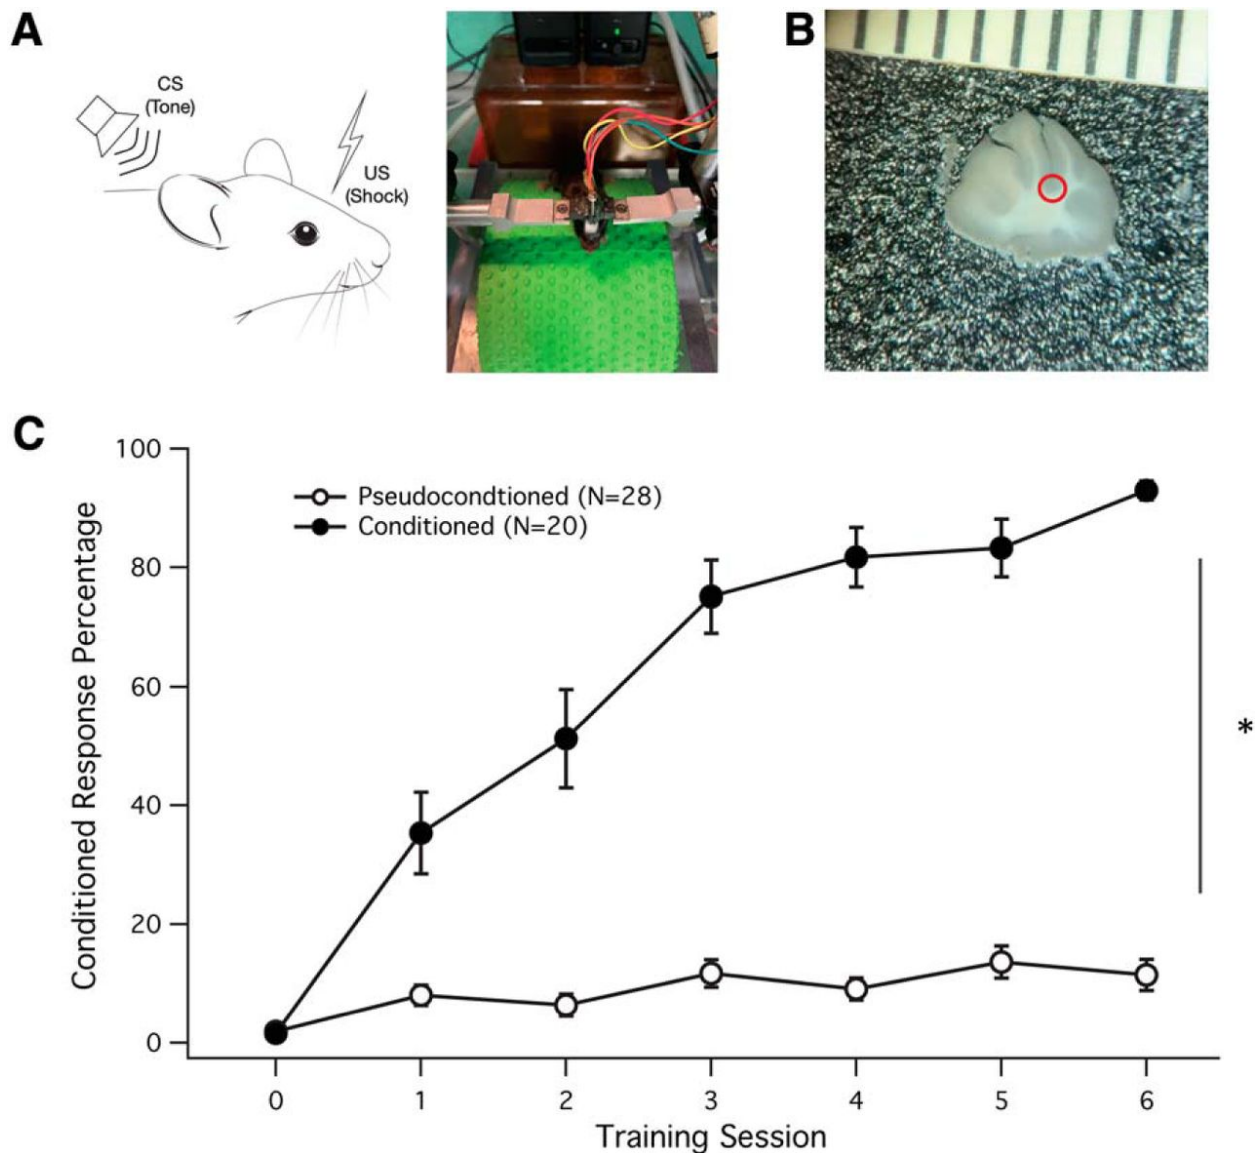 A
CS
(Tone)
US
(Shock)
B
C
Conditioned Response Percentage
100
80
60
40
20
0
Pseudocondtioned (N=28)
Conditioned (N=20)
*
0 1 2 3 4 5 6
Training Session